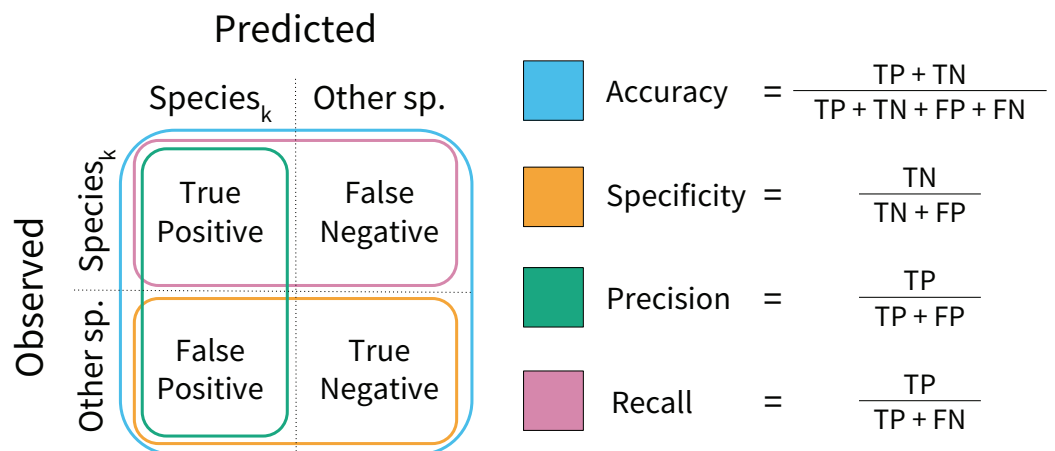 Predicted
Species_k
Other sp.
Observed
Species_k
Other sp.
True
Positive
False
Negative
False
Positive
True
Negative
Accuracy = TP + TN
TP + TN + FP + FN
Specificity = TN
TN + FP
Precision = TP
TP + FP
Recall = TP
TP + FN